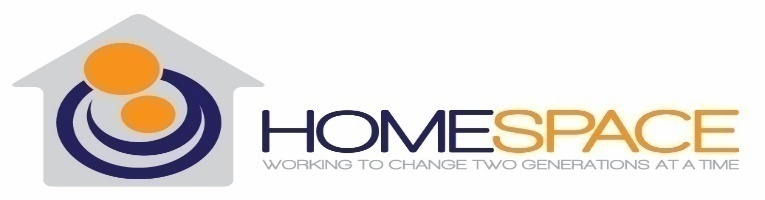 HOMESPACE
WORKING TO CHANGE TWO GENERATIONS AT A TIME